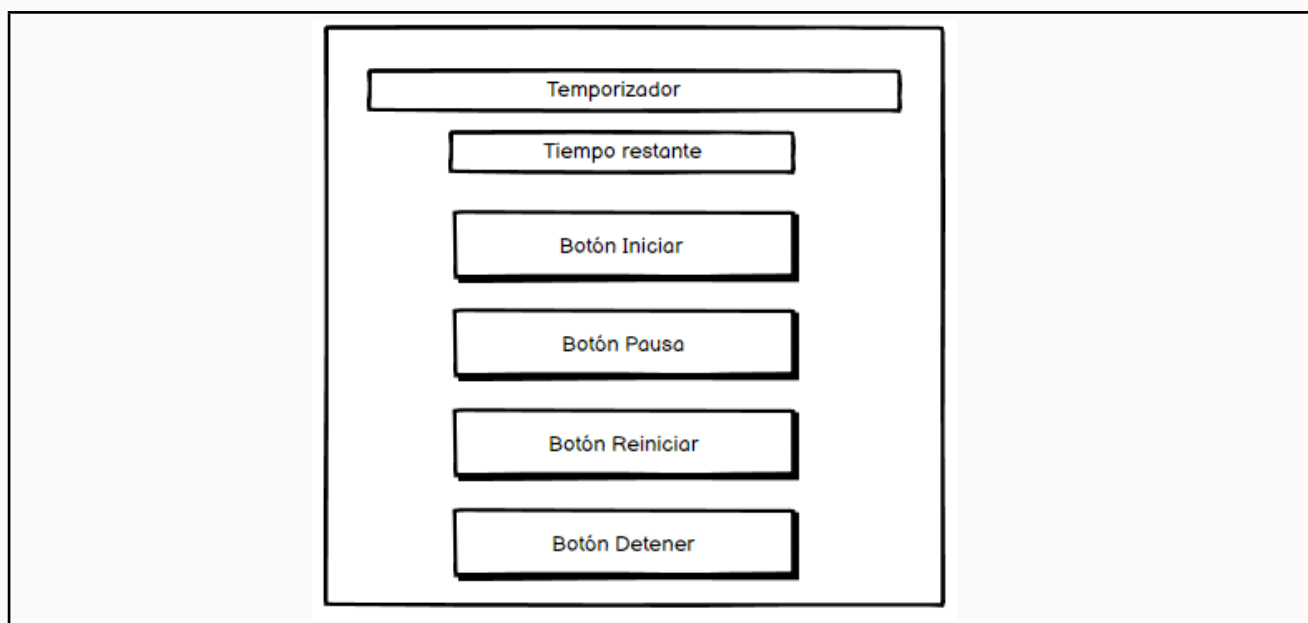 Temporizador
Tiempo restante
Botón Iniciar
Botón Pausa
Botón Reiniciar
Botón Detener